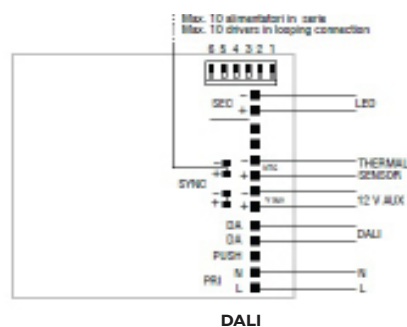 Max. 10 alimentatori in serie
Max. 10 drivers in looping connection
6 5 4 3 2 1
SEC - LED
+
- THERMAL
SYNC + SENSOR
-
+ 12 V AUX
DA DALI
DA
PUSH
PRI N N
L L
DALI